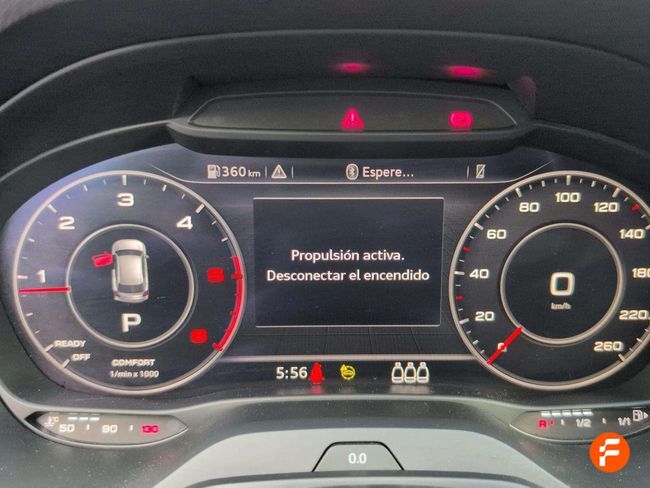 360 km Espere...
Propulsión activa.
Desconectar el encendido
1 2 3 4 5 6
READY
OFF
P
COMFORT
1/min x 1000
0 20 40 60 80 100 120 140 180 220 260
0
km/h
5:56
°C 50 90 130
R 1/2 1/1
0.0
F